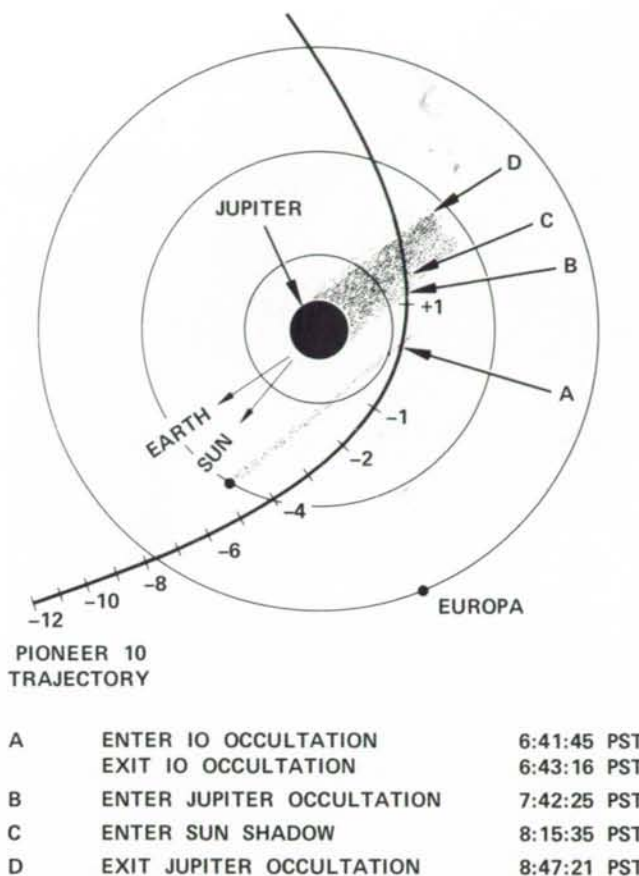 D
JUPITER
C
B
+1
A
-1
EARTH
SUN
-2
-4
-6
-8
-10
-12
EUROPA
PIONEER 10
TRAJECTORY
A ENTER IO OCCULTATION 6:41:45 PST
EXIT IO OCCULTATION 6:43:16 PST
B ENTER JUPITER OCCULTATION 7:42:25 PST
C ENTER SUN SHADOW 8:15:35 PST
D EXIT JUPITER OCCULTATION 8:47:21 PST